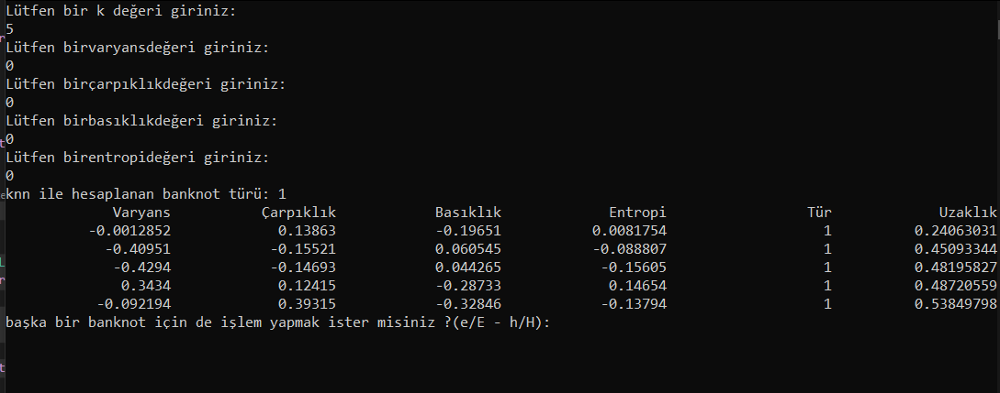 Lütfen bir k değeri giriniz:
5
Lütfen birvaryansdeğeri giriniz:
0
Lütfen birçarpıklıkdeğeri giriniz:
0
Lütfen birbasıklıkdeğeri giriniz:
0
Lütfen birentropideğeri giriniz:
0
knn ile hesaplanan banknot türü: 1
Varyans Çarpıklık Basıklık Entropi Tür Uzaklık
-0.0012852 0.13863 -0.19651 0.0081754 1 0.24063031
-0.40951 -0.15521 0.060545 -0.088807 1 0.45093344
-0.4294 -0.14693 0.044265 -0.15605 1 0.48195827
0.3434 0.12415 -0.28733 0.14654 1 0.48720559
-0.092194 0.39315 -0.32846 -0.13794 1 0.53849798
başka bir banknot için de işlem yapmak ister misiniz ?(e/E - h/H):